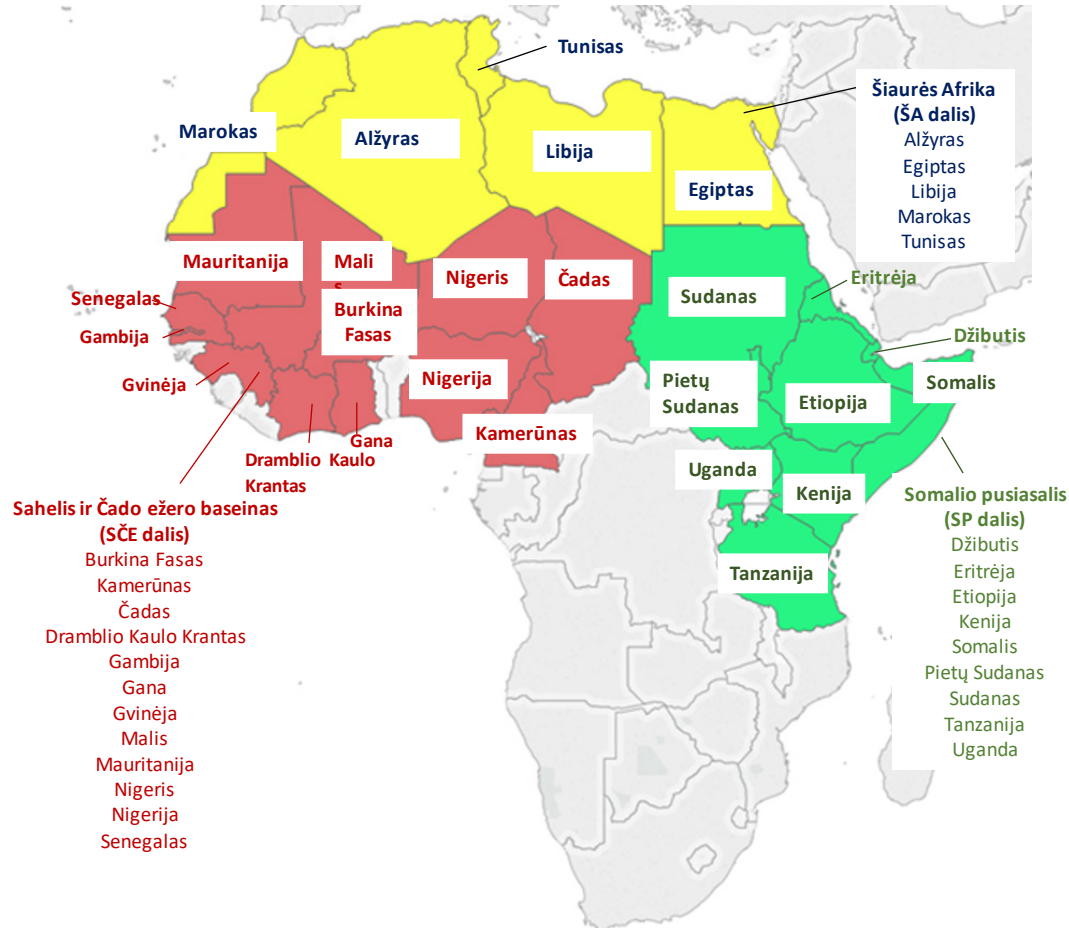 Tunisas
Šiaurės Afrika
(ŠA dalis)
Alžyras
Egiptas
Libija
Marokas
Tunisas
Marokas
Alžyras
Libija
Egiptas
Mauritanija
Malis
Nigeris
Čadas
Sudanas
Eritrėja
Senegalas
Gambija
Burkina
Fasas
Džibutis
Gvinėja
Nigerija
Pietų
Sudanas
Etiopija
Somalis
Kamerūnas
Gana
Dramblio Kaulo
Krantas
Uganda
Kenija
Tanzanija
Sahelis ir Čado ežero baseinas
(SČE dalis)
Burkina Fasas
Kamerūnas
Čadas
Dramblio Kaulo Krantas
Gambija
Gana
Gvinėja
Malis
Mauritanija
Nigeris
Nigerija
Senegalas
Somalio pusiasalis
(SP dalis)
Džibutis
Eritrėja
Etiopija
Kenija
Somalis
Pietų Sudanas
Sudanas
Tanzanija
Uganda